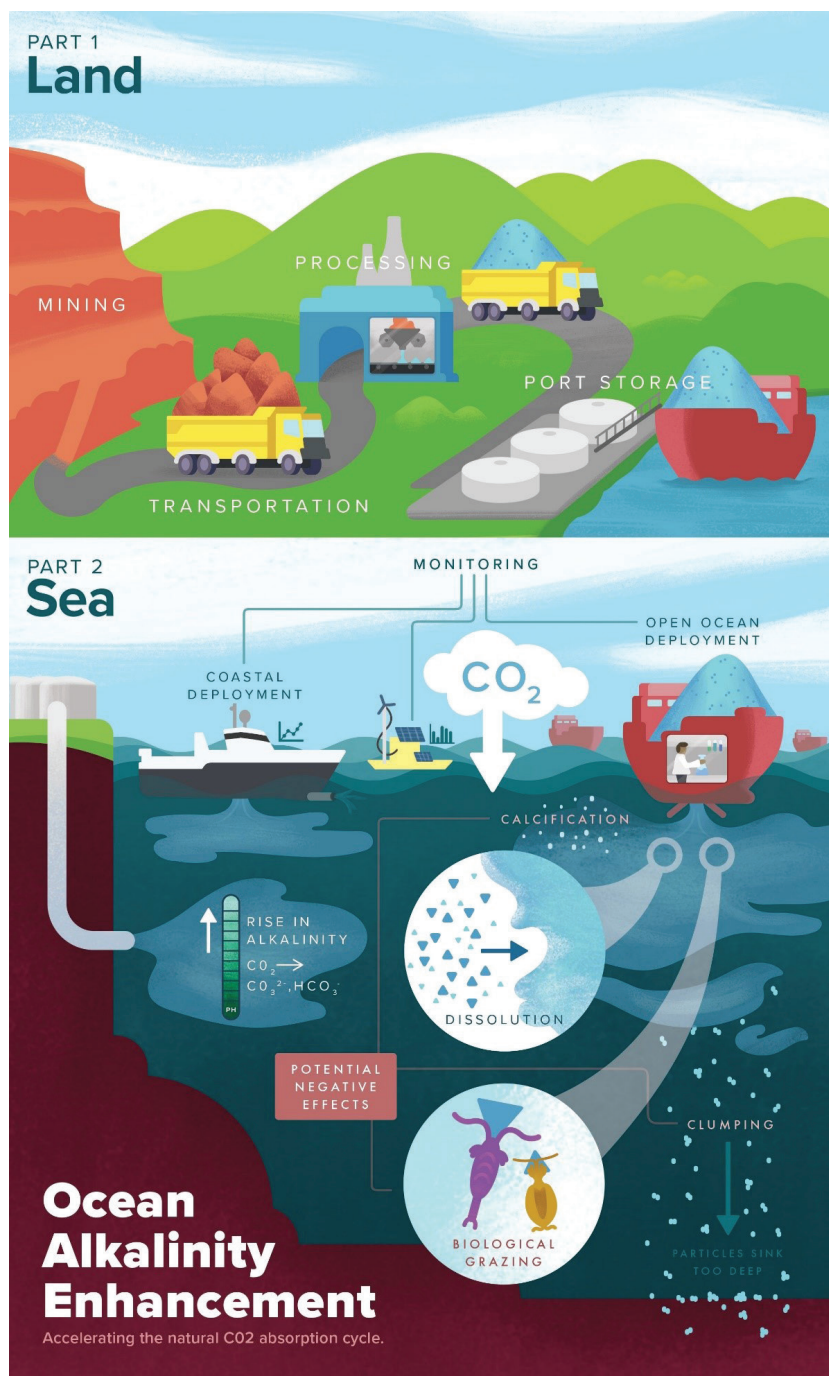 PART 1
Land
PROCESSING
MINING
PORT STORAGE
TRANSPORTATION
PART 2
Sea
MONITORING
OPEN OCEAN
DEPLOYMENT
COASTAL
DEPLOYMENT
CO₂
CALCIFICATION
RISE IN
ALKALINITY
CO₂ →
CO₃²⁻, HCO₃⁻
PH
DISSOLUTION
POTENTIAL
NEGATIVE
EFFECTS
CLUMPING
BIOLOGICAL
GRAZING
PARTICLES SINK
TOO DEEP
Ocean
Alkalinity
Enhancement
Accelerating the natural C02 absorption cycle.